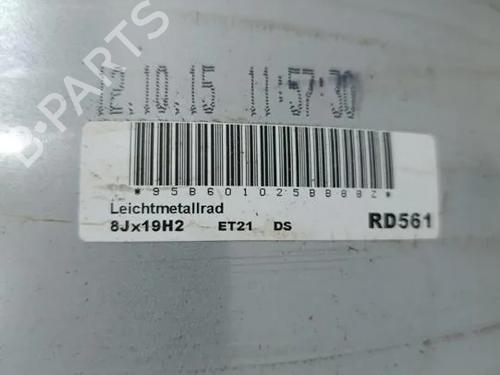 12.10.15 11:57:30
B-PARTS
*95B601025BB88Z*
Leichtmetallrad
8Jx19H2 ET21 DS RD561